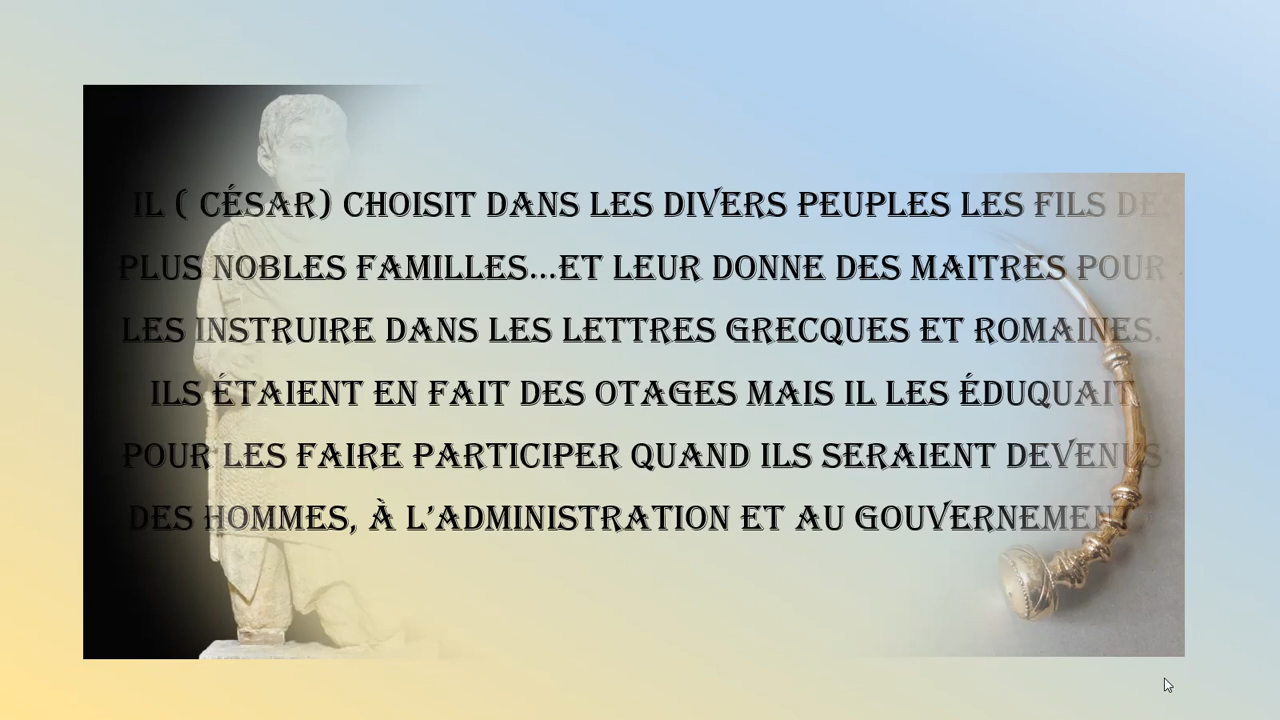 IL ( CÉSAR) CHOISIT DANS LES DIVERS PEUPLES LES FILS DES
PLUS NOBLES FAMILLES...ET LEUR DONNE DES MAITRES POUR
LES INSTRUIRE DANS LES LETTRES GRECQUES ET ROMAINES.
ILS ÉTAIENT EN FAIT DES OTAGES MAIS IL LES ÉDUQUAIT
POUR LES FAIRE PARTICIPER QUAND ILS SERAIENT DEVENUS
DES HOMMES, À L’ADMINISTRATION ET AU GOUVERNEMENT